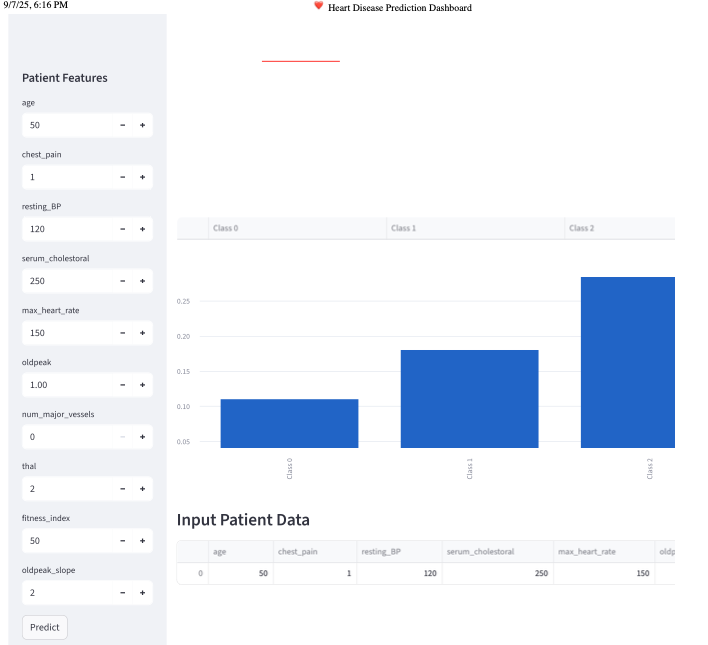 9/7/25, 6:16 PM
Heart Disease Prediction Dashboard
Patient Features
age
50
chest_pain
1
resting_BP
120
serum_cholestoral
250
max_heart_rate
150
oldpeak
1.00
num_major_vessels
0
thal
2
fitness_index
50
oldpeak_slope
2
Predict
Class 0 Class 1 Class 2
0.25
0.20
0.15
0.10
0.05
Class 0 Class 1 Class 2
Input Patient Data
age chest_pain resting_BP serum_cholestoral max_heart_rate oldp
0 50 1 120 250 150